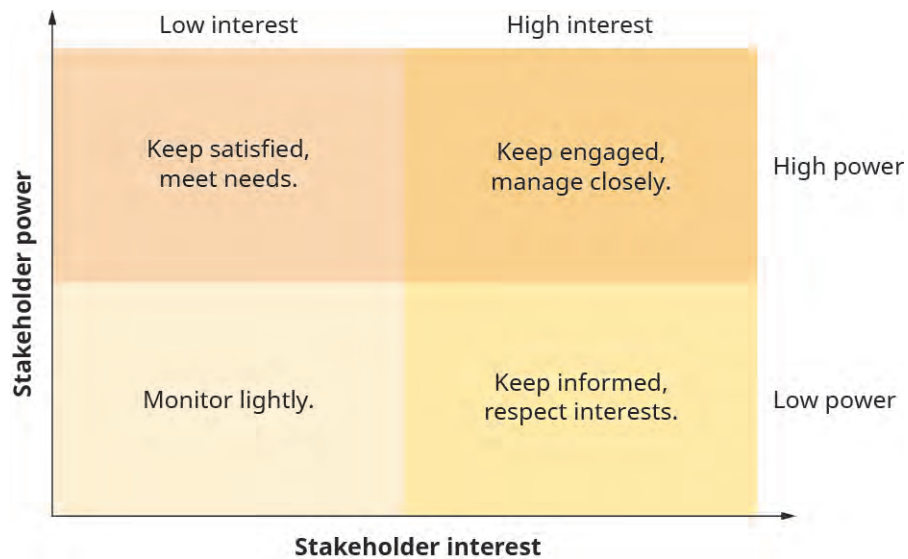 Low interest
High interest
Keep satisfied,
meet needs.
Keep engaged,
manage closely.
High power
Stakeholder power
Monitor lightly.
Keep informed,
respect interests.
Low power
Stakeholder interest